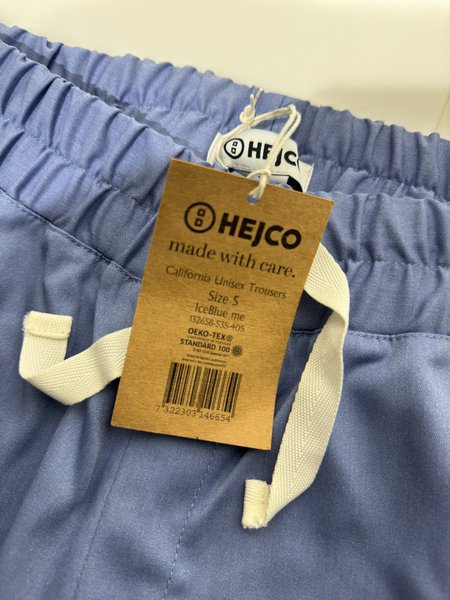 HEJCO
HEJCO
made with care.
California Unisex Trousers
Size S
IceBlue me
132658-535-405
OEKO-TEX®
STANDARD 100
7 322303 146654